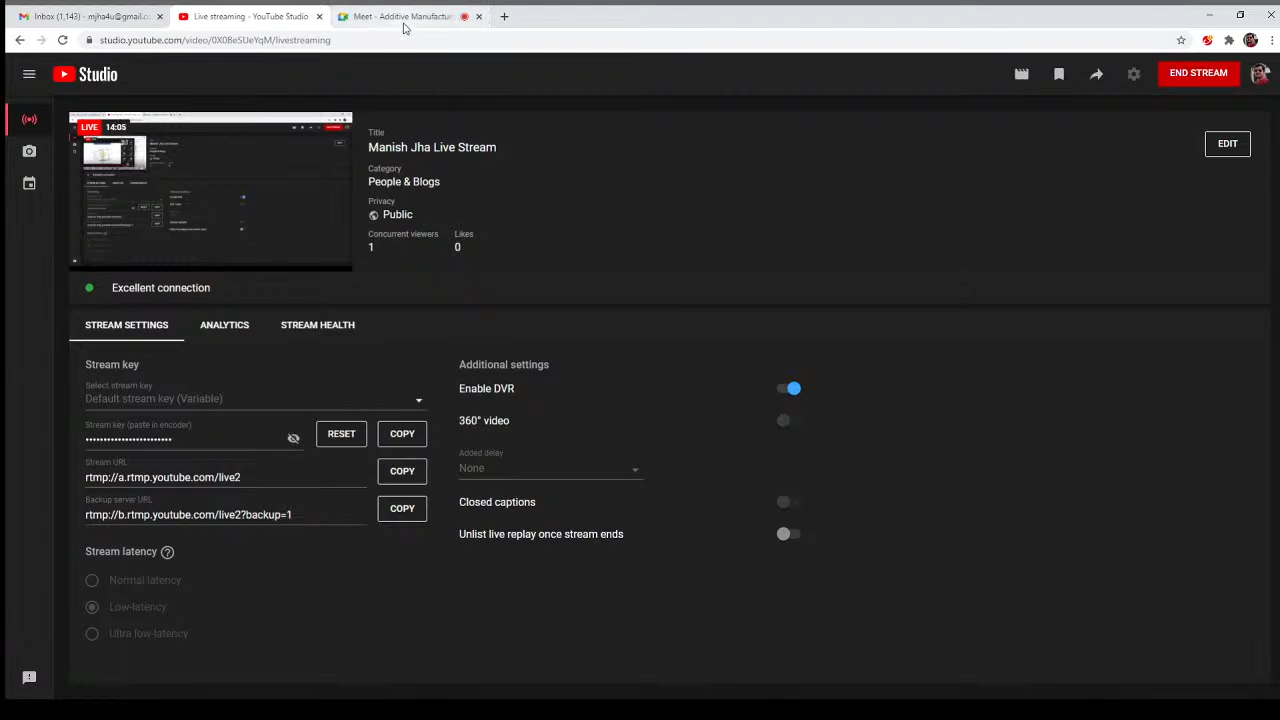 Inbox (1,143) - mjha4u@gmail.c
Live streaming - YouTube Studio
Meet - Additive Manufactur
studio.youtube.com/video/0X0BeSUeYqM/livestreaming
Studio
END STREAM
LIVE 14:05
Title
Manish Jha Live Stream
EDIT
Category
People & Blogs
Privacy
Public
Concurrent viewers
Likes
1
0
Excellent connection
STREAM SETTINGS
ANALYTICS
STREAM HEALTH
Stream key
Select stream key
Default stream key (Variable)
Stream key (paste in encoder)
••••••••••••••••••••••••
RESET
COPY
Stream URL
rtmp://a.rtmp.youtube.com/live2
COPY
Backup server URL
rtmp://b.rtmp.youtube.com/live2?backup=1
COPY
Stream latency
Normal latency
Low-latency
Ultra low-latency
Additional settings
Enable DVR
360° video
Added delay
None
Closed captions
Unlist live replay once stream ends